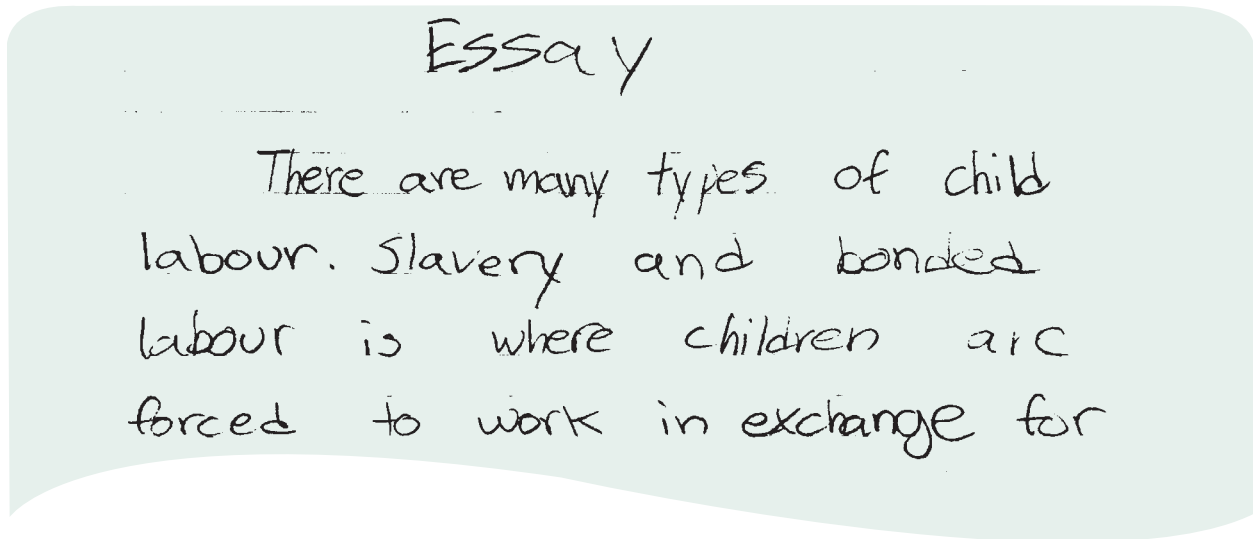 Essay
There are many types of child
labour. Slavery and bonded
labour is where children are
forced to work in exchange for